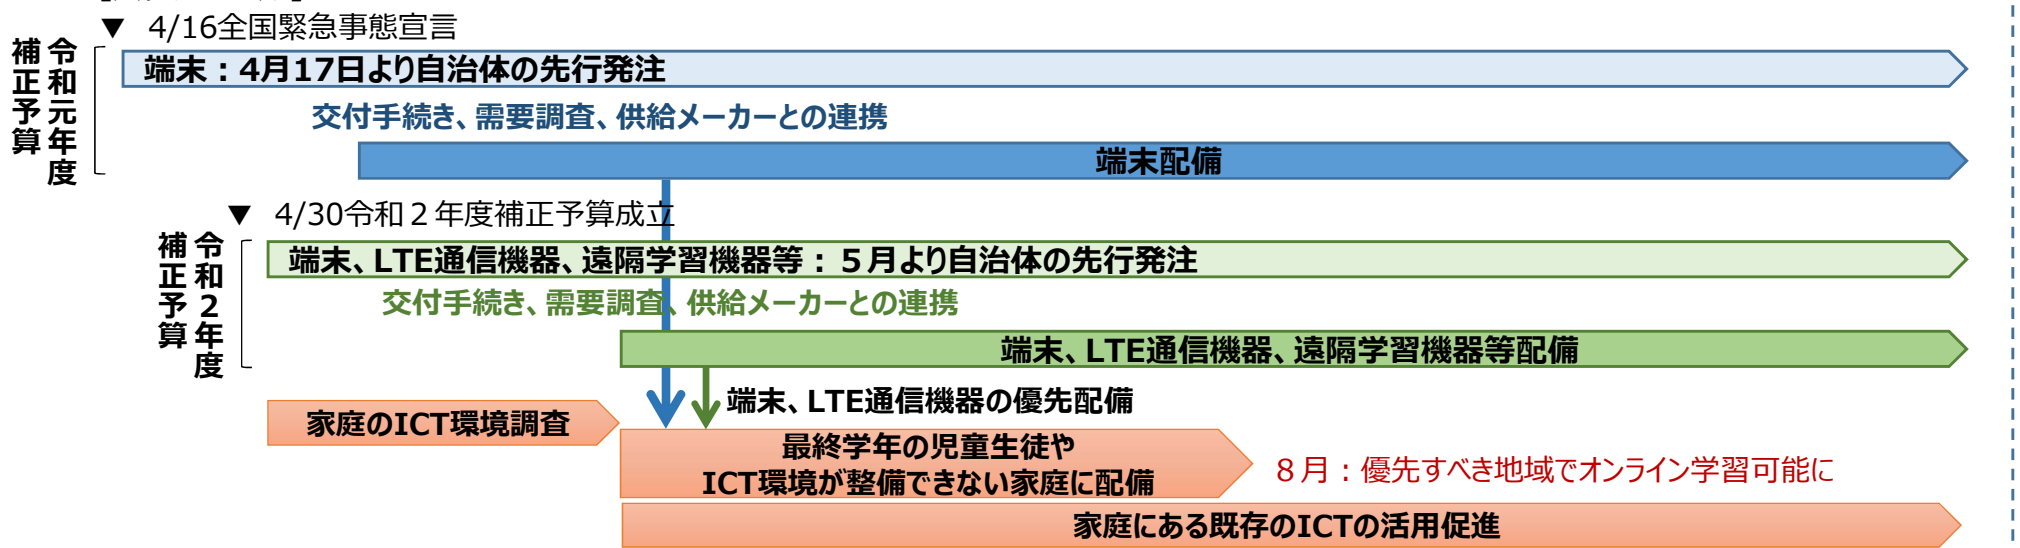 ▼ 4/16全国緊急事態宣言
令和元年度
補正予算
端末：4月17日より自治体の先行発注
交付手続き、需要調査、供給メーカーとの連携
端末配備
▼ 4/30令和２年度補正予算成立
令和２年度
補正予算
端末、LTE通信機器、遠隔学習機器等：５月より自治体の先行発注
交付手続き、需要調査、供給メーカーとの連携
端末、LTE通信機器、遠隔学習機器等配備
端末、LTE通信機器の優先配備
家庭のICT環境調査
最終学年の児童生徒や
ICT環境が整備できない家庭に配備
８月：優先すべき地域でオンライン学習可能に
家庭にある既存のICTの活用促進